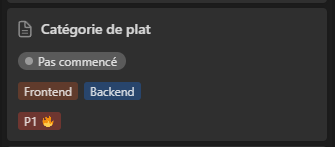 Catégorie de plat
Pas commencé
Frontend Backend
P1 🔥